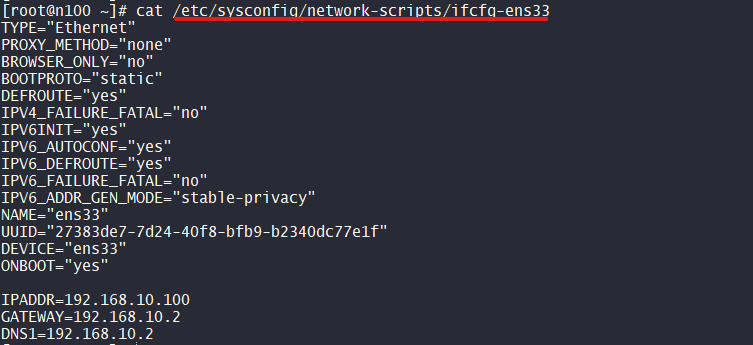 [root@n100 ~]# cat /etc/sysconfig/network-scripts/ifcfg-ens33
TYPE="Ethernet"
PROXY_METHOD="none"
BROWSER_ONLY="no"
BOOTPROTO="static"
DEFROUTE="yes"
IPV4_FAILURE_FATAL="no"
IPV6INIT="yes"
IPV6_AUTOCONF="yes"
IPV6_DEFROUTE="yes"
IPV6_FAILURE_FATAL="no"
IPV6_ADDR_GEN_MODE="stable-privacy"
NAME="ens33"
UUID="27383de7-7d24-40f8-bfb9-b2340dc77e1f"
DEVICE="ens33"
ONBOOT="yes"
IPADDR=192.168.10.100
GATEWAY=192.168.10.2
DNS1=192.168.10.2